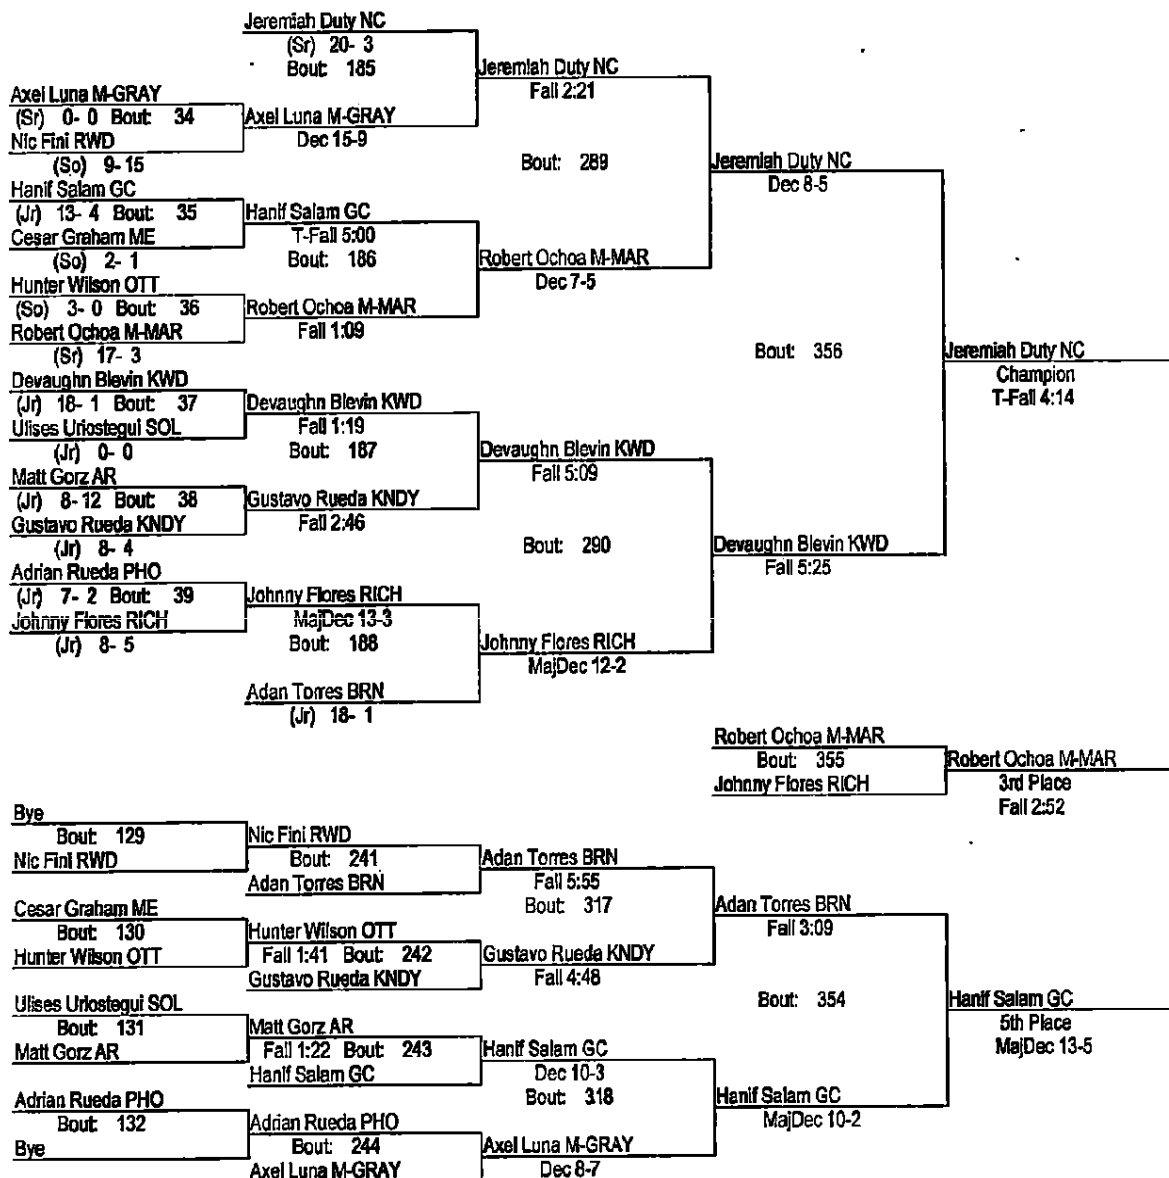 Jeremiah Duty NC
(Sr) 20- 3
Bout: 185
Jeremiah Duty NC
Fall 2:21
Axel Luna M-GRAY
(Sr) 0- 0 Bout: 34
Axel Luna M-GRAY
Dec 15-9
Nic Fini RWD
(So) 9- 15
Bout: 289
Jeremiah Duty NC
Dec 8-5
Hanif Salam GC
(Jr) 13- 4 Bout: 35
Hanif Salam GC
T-Fall 5:00
Bout: 186
Cesar Graham ME
(So) 2- 1
Robert Ochoa M-MAR
Dec 7-5
Hunter Wilson OTT
(So) 3- 0 Bout: 36
Robert Ochoa M-MAR
Fall 1:09
Robert Ochoa M-MAR
(Sr) 17- 3
Bout: 356
Jeremiah Duty NC
Champion
T-Fall 4:14
Devaughn Blevin KWD
(Jr) 18- 1 Bout: 37
Devaughn Blevin KWD
Fall 1:19
Bout: 187
Ulises Uriostegui SOL
(Jr) 0- 0
Devaughn Blevin KWD
Fall 5:09
Matt Gorz AR
(Jr) 8- 12 Bout: 38
Gustavo Rueda KNDY
Fall 2:46
Gustavo Rueda KNDY
(Jr) 8- 4
Bout: 290
Devaughn Blevin KWD
Fall 5:25
Adrian Rueda PHO
(Jr) 7- 2 Bout: 39
Johnny Flores RICH
MajDec 13-3
Bout: 188
Johnny Flores RICH
(Jr) 8- 5
Johnny Flores RICH
MajDec 12-2
Adan Torres BRN
(Jr) 18- 1
Robert Ochoa M-MAR
Bout: 355
Johnny Flores RICH
Robert Ochoa M-MAR
3rd Place
Fall 2:52
Bye
Bout: 129
Nic Fini RWD
Nic Fini RWD
Bout: 241
Adan Torres BRN
Adan Torres BRN
Fall 5:55
Bout: 317
Cesar Graham ME
Bout: 130
Hunter Wilson OTT
Hunter Wilson OTT
Fall 1:41 Bout: 242
Gustavo Rueda KNDY
Gustavo Rueda KNDY
Fall 4:48
Adan Torres BRN
Fall 3:09
Bout: 354
Hanif Salam GC
5th Place
MajDec 13-5
Ulises Uriostegui SOL
Bout: 131
Matt Gorz AR
Matt Gorz AR
Fall 1:22 Bout: 243
Hanif Salam GC
Hanif Salam GC
Dec 10-3
Bout: 318
Hanif Salam GC
MajDec 10-2
Adrian Rueda PHO
Bout: 132
Bye
Adrian Rueda PHO
Bout: 244
Axel Luna M-GRAY
Axel Luna M-GRAY
Dec 8-7